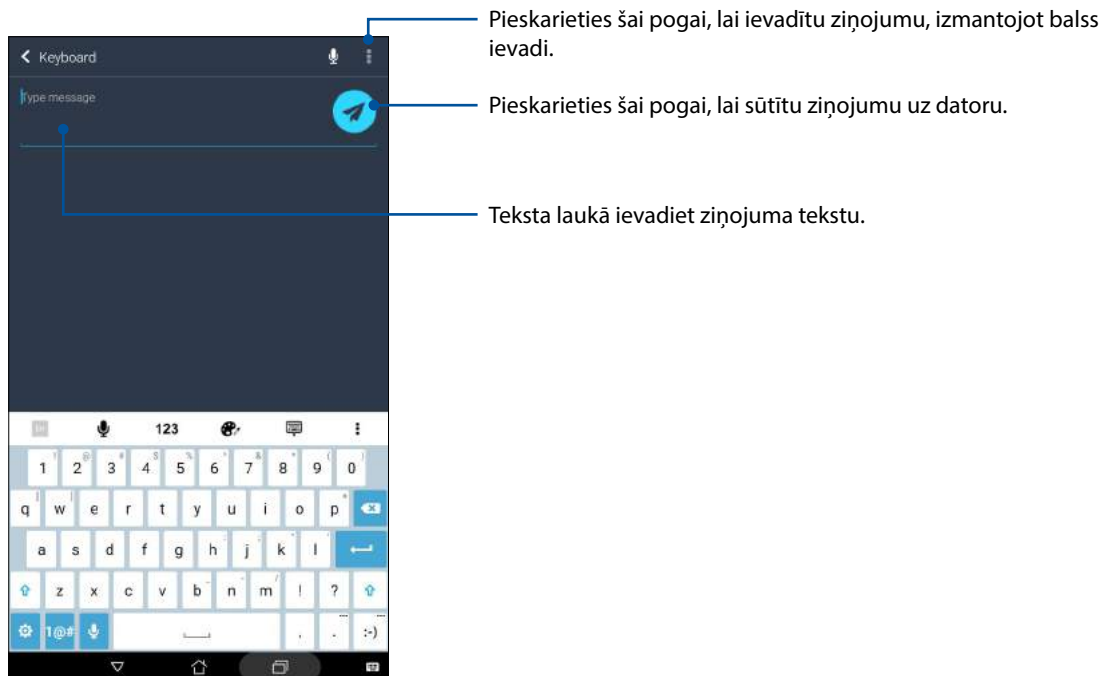 Pieskarieties šai pogai, lai ievadītu ziņojumu, izmantojot balss
ievadi.
Keyboard
Type message
Pieskarieties šai pogai, lai sūtītu ziņojumu uz datoru.
Teksta laukā ievadiet ziņojuma tekstu.
123
1 2 3 4 5 6 7 8 9 0
q w e r t y u i o p
a s d f g h j k l
z x c v b n m ! ?
1@# , . :-)